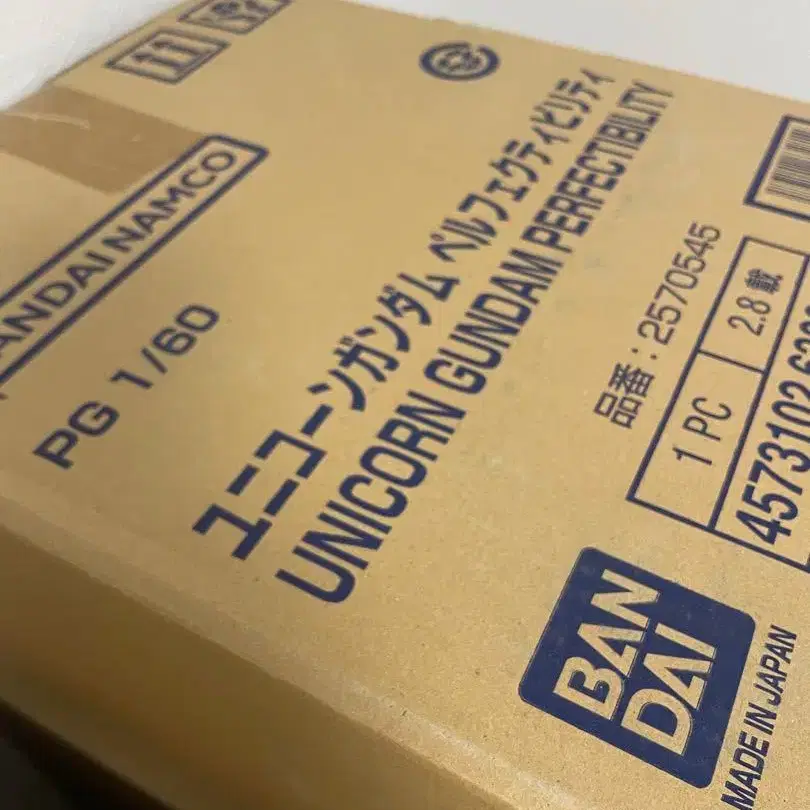 BANDAI NAMCO
PG 1/60
ユニコーンガンダム ペルフェクティビリティ
UNICORN GUNDAM PERFECTIBILITY
品番：2570545
1 PC
2.8 載
4573102
BAN
DAI
MADE IN JAPAN